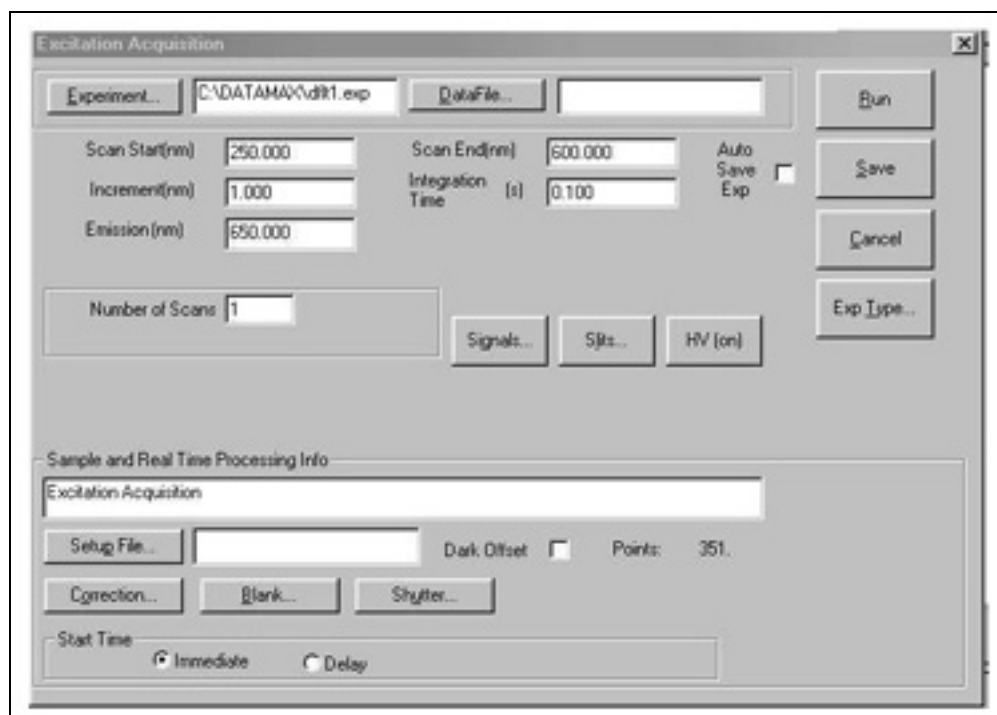 Excitation Acquisition
Experiment... C:\DATAMAX\dflt1.exp DataFile... Run
Scan Start(nm) 250.000 Scan End(nm) 600.000 Auto Save Exp Save
Increment(nm) 1.000 Integration Time (s) 0.100
Emission (nm) 650.000 Cancel
Number of Scans 1 Exp Type...
Signals... Slits... HV (on)
Sample and Real Time Processing Info
Excitation Acquisition
Setup File... Dark Offset Points: 351.
Correction... Blank... Shutter...
Start Time
Immediate Delay